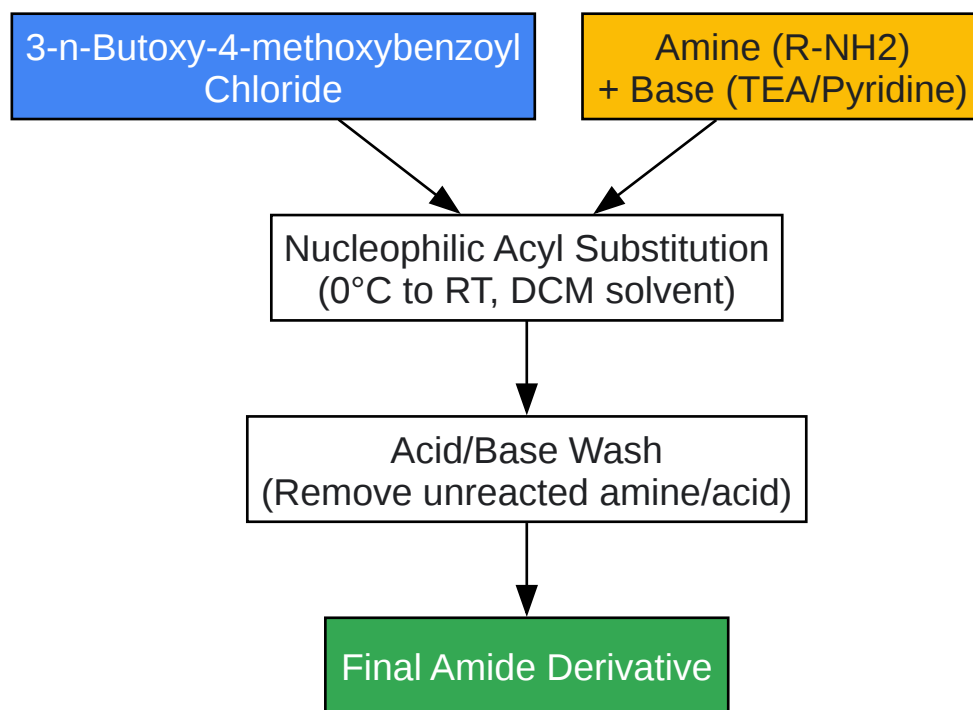 3-n-Butoxy-4-methoxybenzoyl
Chloride
Amine (R-NH2)
+ Base (TEA/Pyridine)
Nucleophilic Acyl Substitution
(0°C to RT, DCM solvent)
Acid/Base Wash
(Remove unreacted amine/acid)
Final Amide Derivative